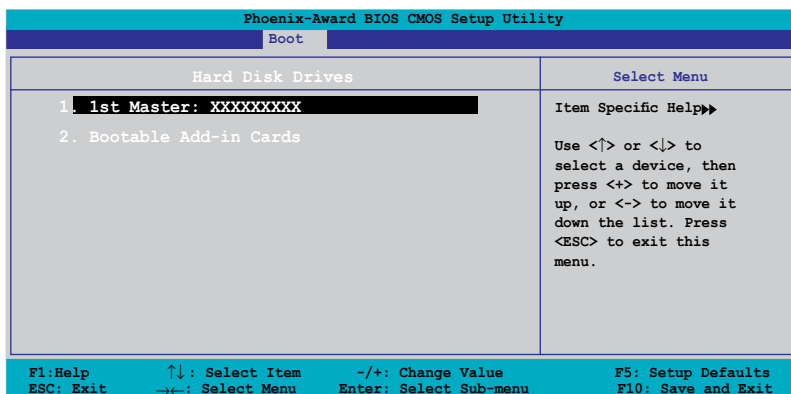 Phoenix-Award BIOS CMOS Setup Utility
Boot
Hard Disk Drives
Select Menu
1. 1st Master: XXXXXXXXX
2. Bootable Add-in Cards
Item Specific Help▸▸
Use <↑> or <↓> to
select a device, then
press <+> to move it
up, or <-> to move it
down the list. Press
<ESC> to exit this
menu.
F1:Help ↑↓: Select Item -/+: Change Value F5: Setup Defaults
ESC: Exit →←: Select Menu Enter: Select Sub-menu F10: Save and Exit